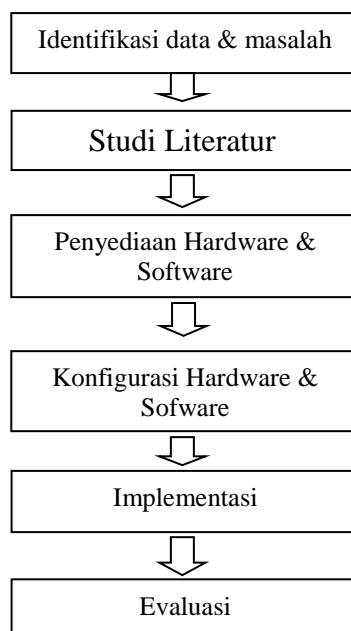 Identifikasi data & masalah
Studi Literatur
Penyediaan Hardware &
Software
Konfigurasi Hardware &
Sofware
Implementasi
Evaluasi